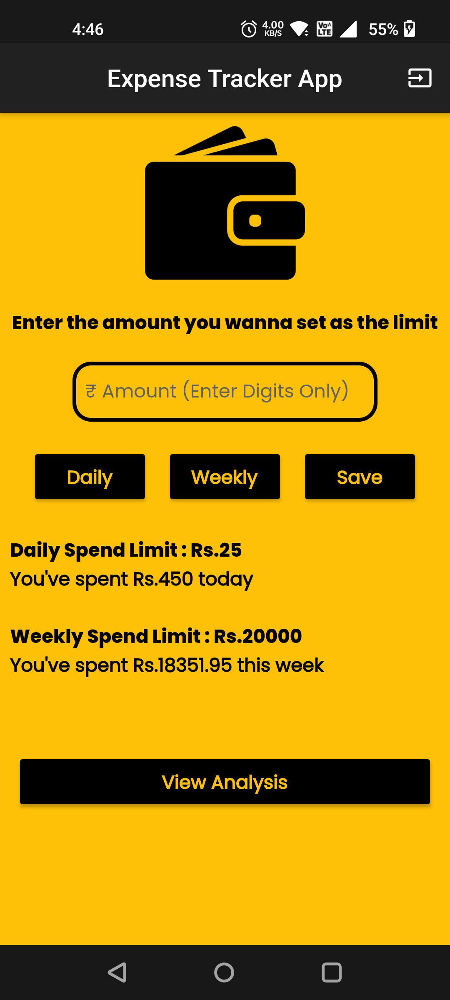 4:46
4.00
KB/S
Vo))
LTE
55%
Expense Tracker App
Enter the amount you wanna set as the limit
₹ Amount (Enter Digits Only)
Daily
Weekly
Save
Daily Spend Limit : Rs.25
You've spent Rs.450 today
Weekly Spend Limit : Rs.20000
You've spent Rs.18351.95 this week
View Analysis